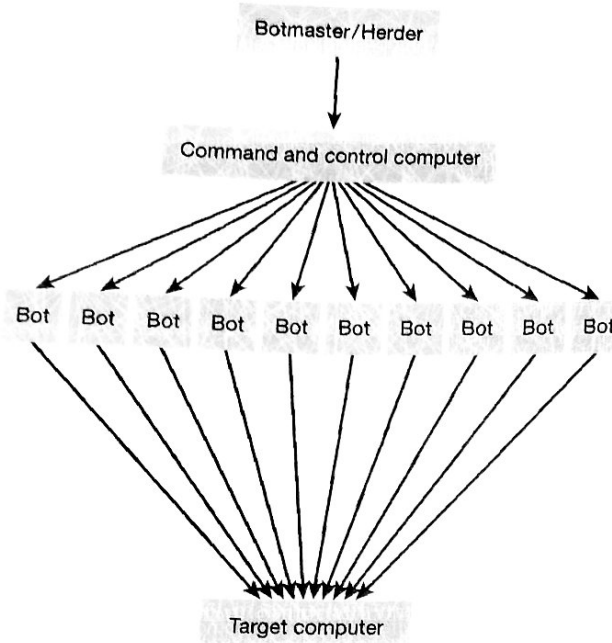 Botmaster/Herder
Command and control computer
Bot Bot Bot Bot Bot Bot Bot Bot Bot Bot
Target computer